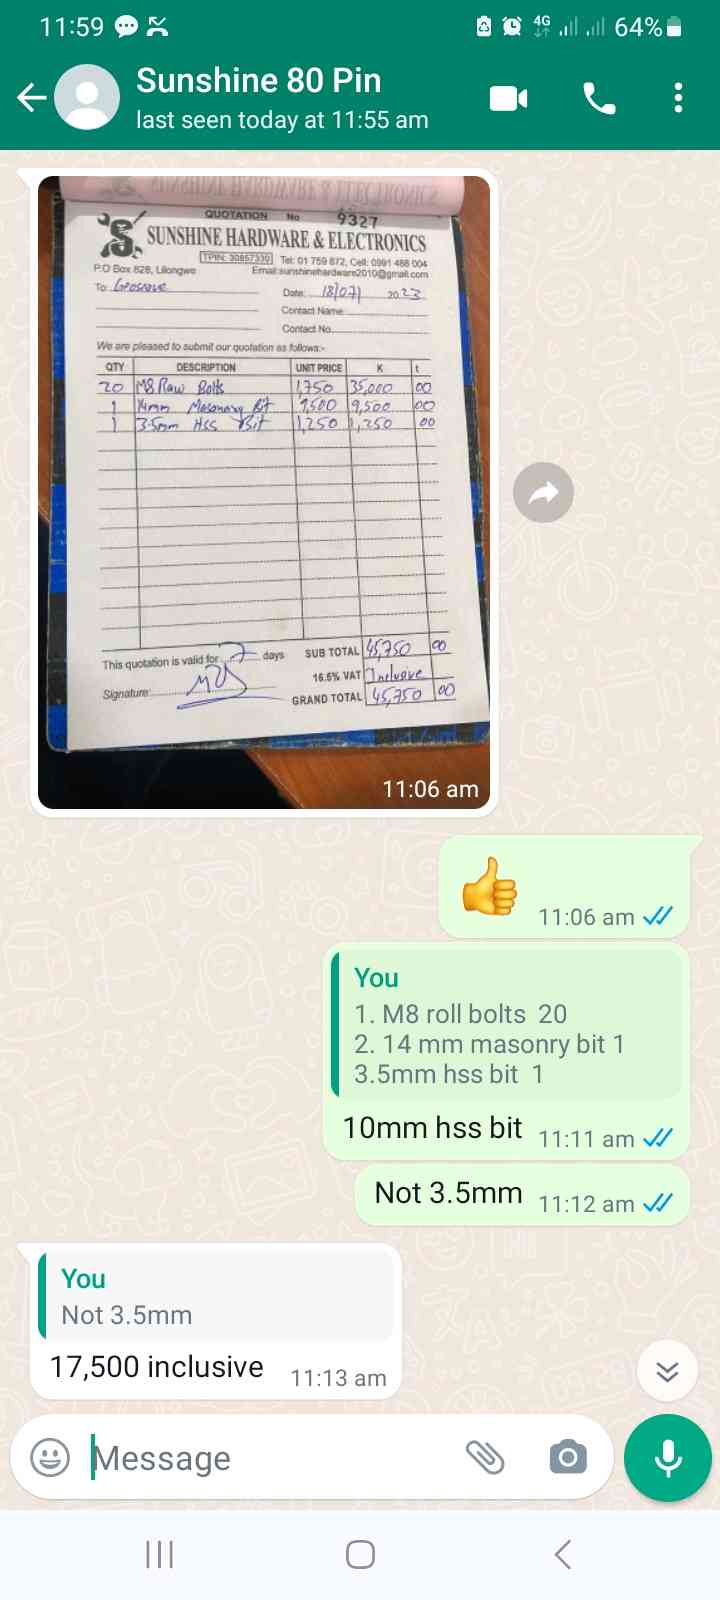 11:59
4G 64%
Sunshine 80 Pin
last seen today at 11:55 am
SUNSHINE HARDWARE & ELECTRONICS
QUOTATION No 9327
SUNSHINE HARDWARE & ELECTRONICS
TPIN: 30857339 Tel: 01 759 872, Cell: 0991 488 004
P.O Box 828, Lilongwe Email:sunshinehardware2010@gmail.com
To:
Date: 18/07/ 2023
Contact Name
Contact No.
We are pleased to submit our quotation as follows:-
QTY DESCRIPTION UNIT PRICE K t
20 M8 Raw Bolts 1,750 35,000 00
1 14mm Masonary Bit 9,500 9,500 00
1 3.5mm HSS Bit 1,250 1,250 00
This quotation is valid for 7 days SUB TOTAL 45,750 00
16.5% VAT Inclusive
Signature: GRAND TOTAL 45,750 00
11:06 am
11:06 am
You
1. M8 roll bolts 20
2. 14 mm masonry bit 1
3.5mm hss bit 1
10mm hss bit 11:11 am
Not 3.5mm 11:12 am
You
Not 3.5mm
17,500 inclusive 11:13 am
Message